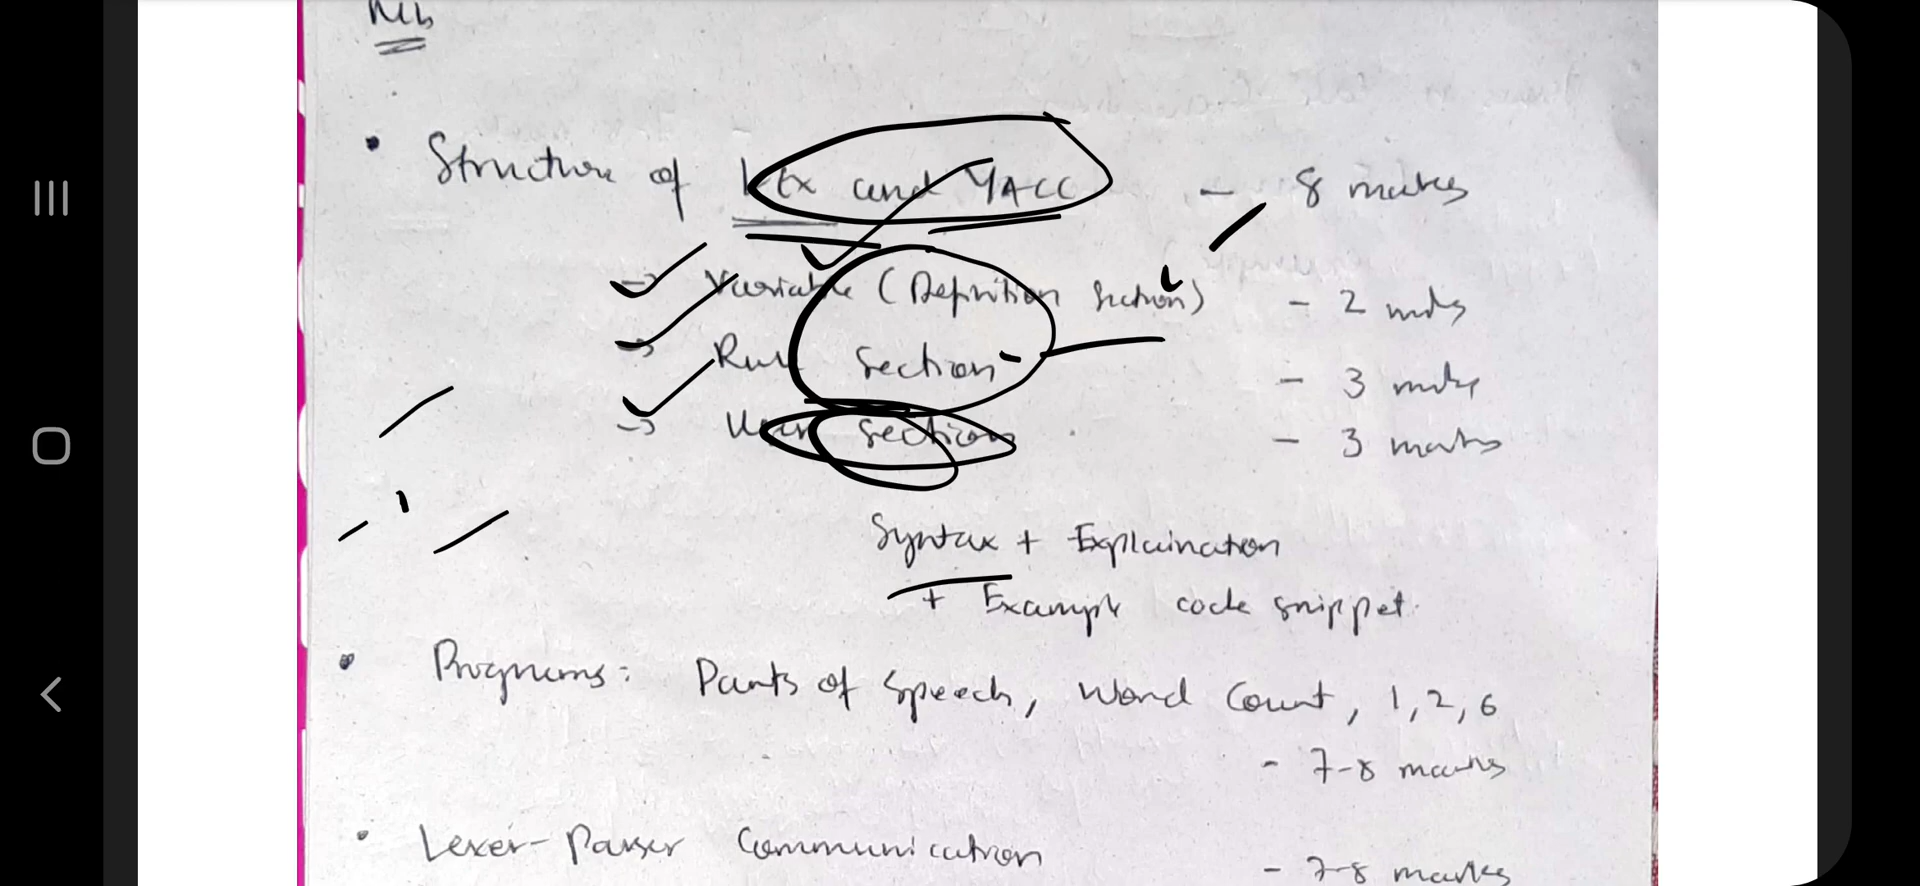 • Structure of Lex and YACC - 8 marks
→ Variable (Definition Section) - 2 mrks
→ Rule Section - 3 mrks
→ User Section - 3 marks
Syntax + Explaination
+ Example code snippet.
• Programs: Parts of Speech, Word Count, 1, 2, 6
- 7-8 marks
• Lexer-Parser Communication
- 7-8 marks